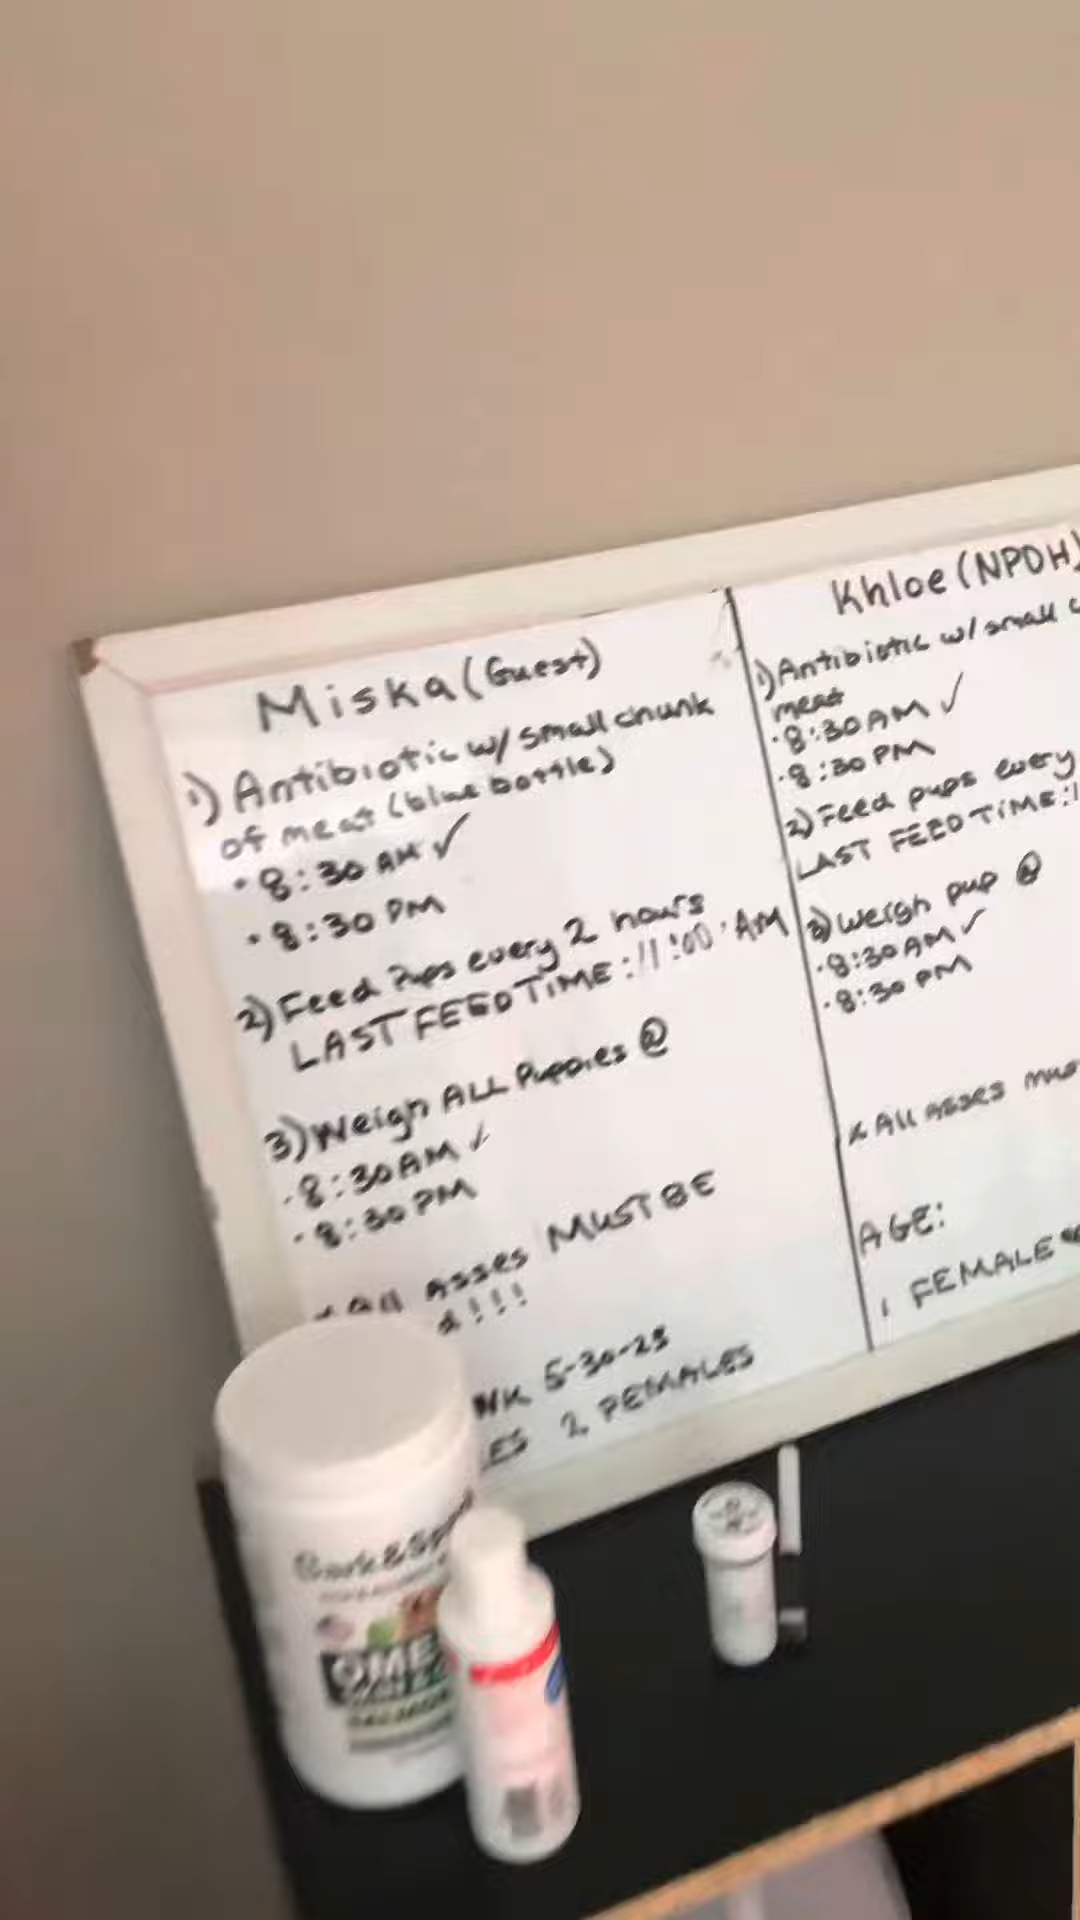 Miska (Guest)
1) Antibiotic w/ small chunk
of meat (blue bottle)
• 8:30 AM ✓
• 8:30 PM
2) Feed Pups every 2 hours
LAST FEED TIME: 11:00 AM
3) Weigh ALL Puppies @
• 8:30 AM ✓
• 8:30 PM
* All asses MUST BE
!!!
5-30-25
2 FEMALES
Khloe (NPDH)
1) Antibiotic w/ small
meat
• 8:30 AM ✓
• 8:30 PM
2) Feed pups every
LAST FEED TIME:
3) Weigh pup @
• 8:30 AM ✓
• 8:30 PM
* All asses
AGE:
1 FEMALE
Bark&
OME